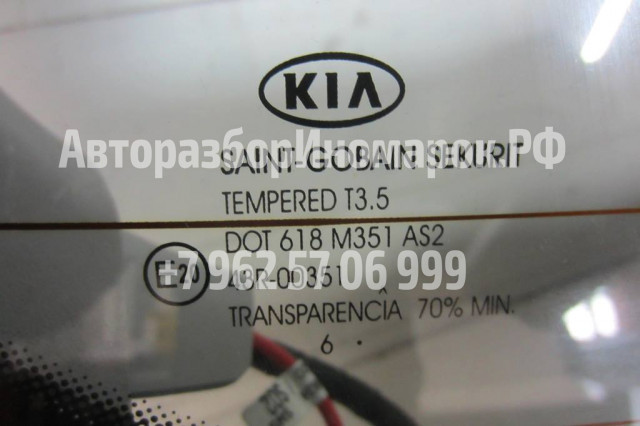 KIA
Авторазбор Иномарок РФ
SAINT-GOBAIN SEKURIT
TEMPERED T3.5
DOT 618 M351 AS2
E20
43R-00351
+7 967 57 06 999
TRANSPARENCIA 70% MIN.
6 .